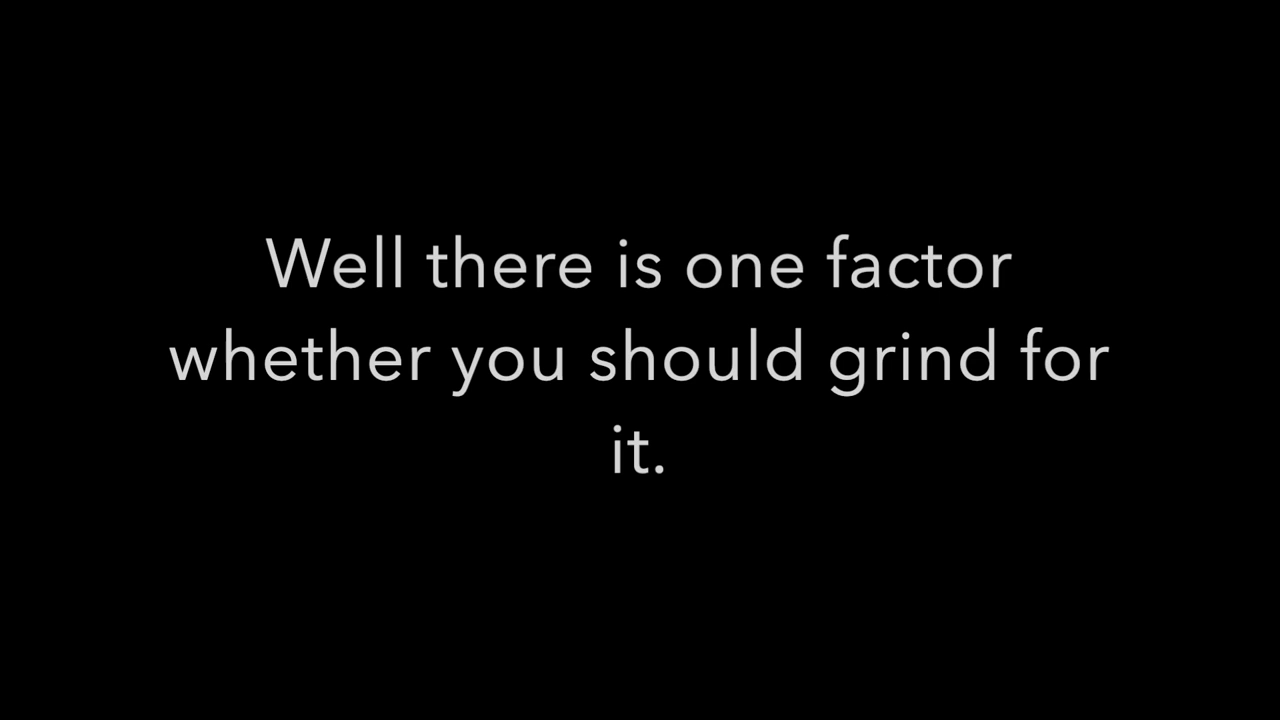 Well there is one factor
whether you should grind for
it.